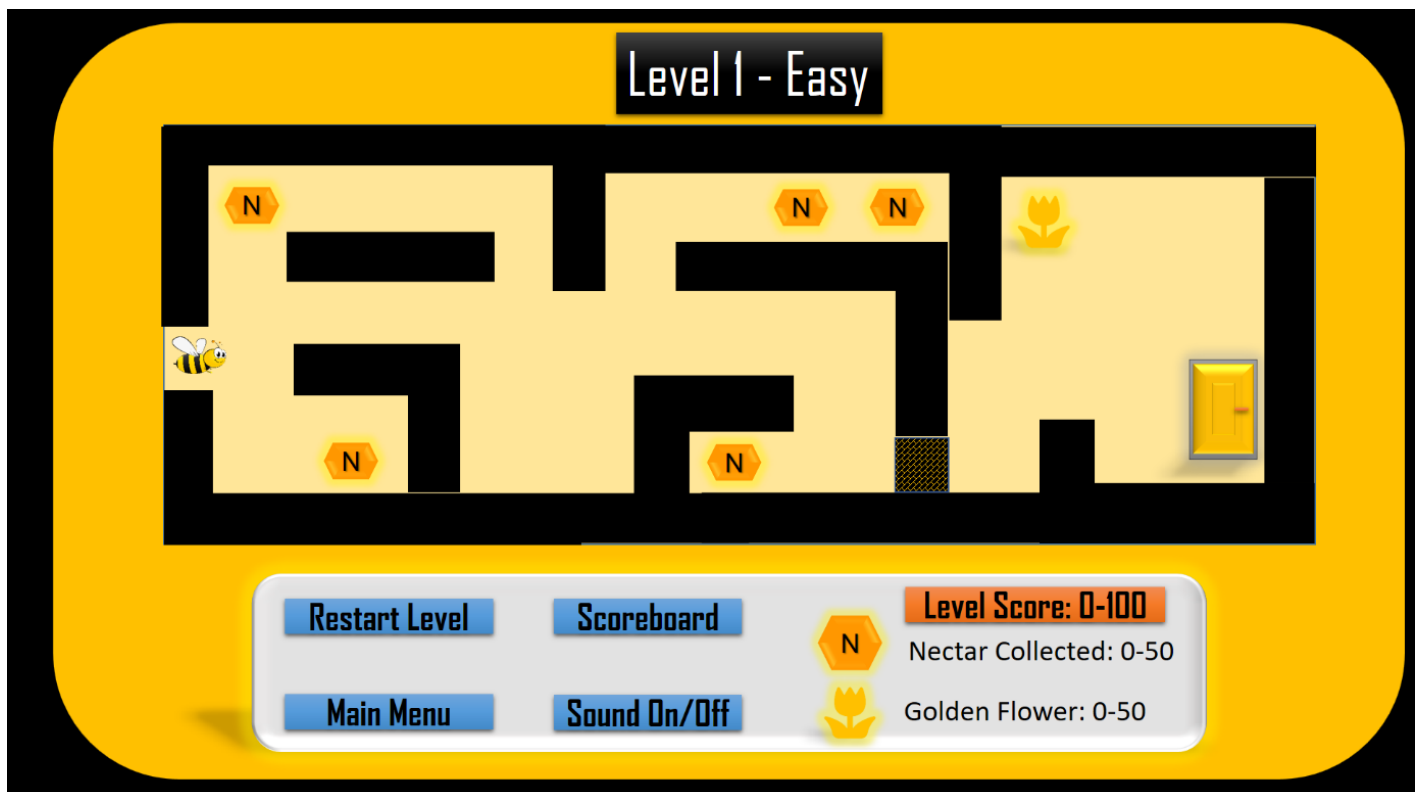 Level 1 - Easy
N
N
N
N
N
Restart Level
Scoreboard
Level Score: 0-100
N
Nectar Collected: 0-50
Main Menu
Sound On/Off
Golden Flower: 0-50